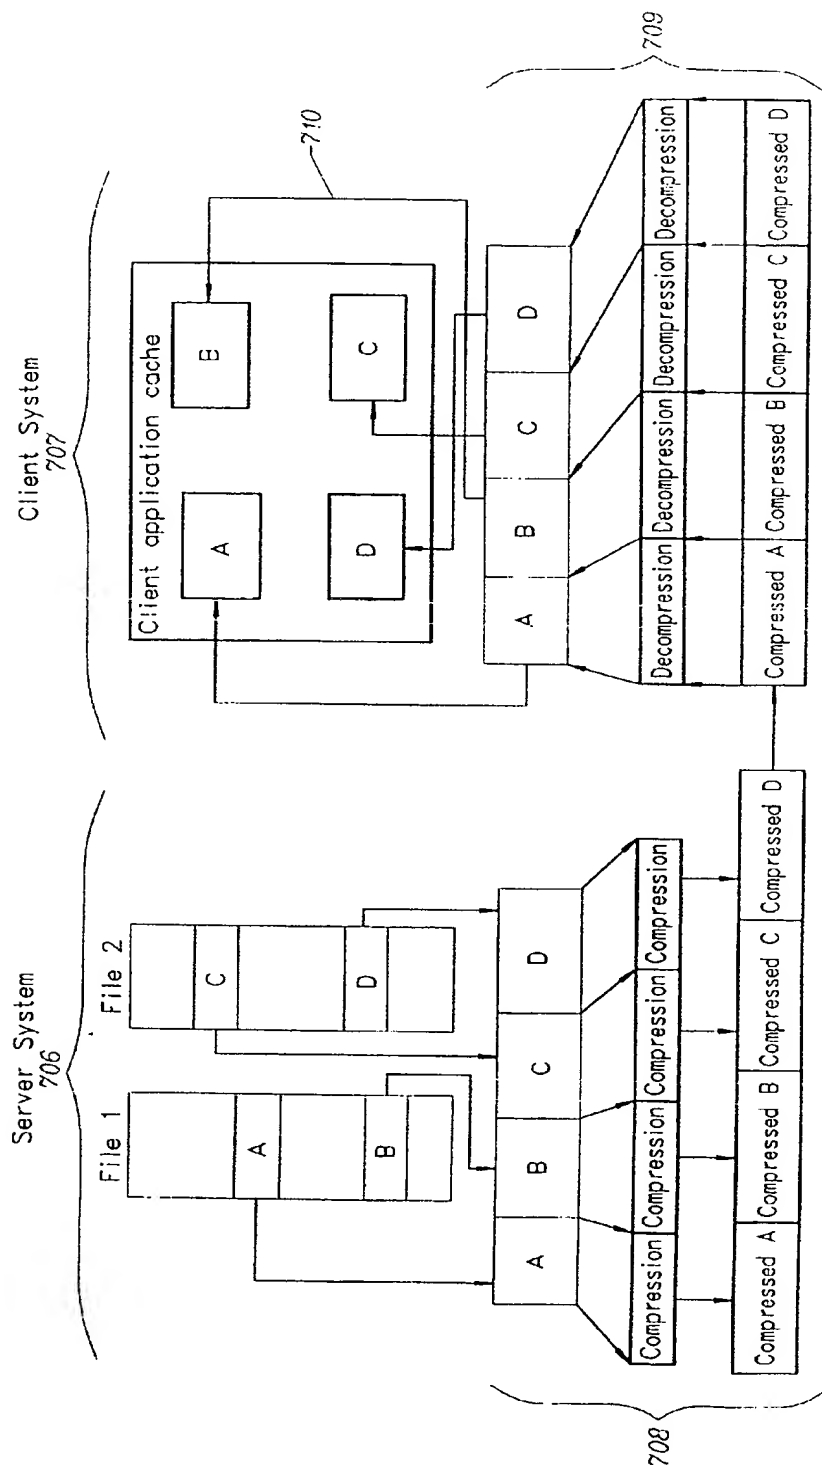 Server System
706
File 1
A
B
File 2
C
D
A
B
C
D
Compression
Compression
Compression
Compression
Compressed A
Compressed B
Compressed C
Compressed D
708
Client System
707
Client application cache
A
B
D
C
710
A
B
C
D
Decompression
Decompression
Decompression
Decompression
Compressed A
Compressed B
Compressed C
Compressed D
709